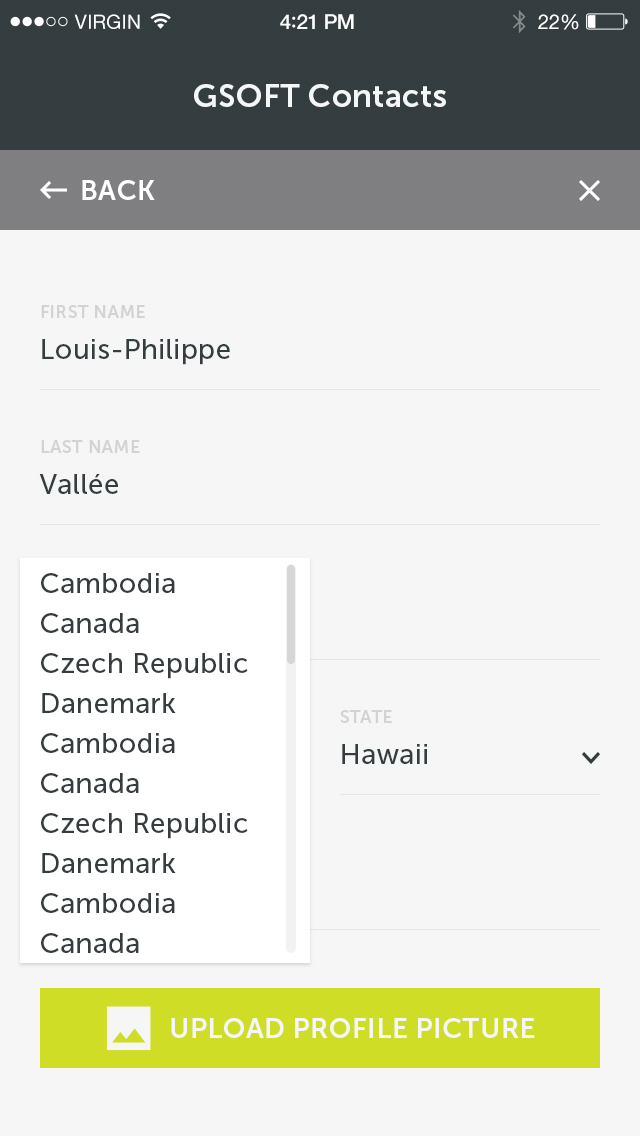 VIRGIN 4:21 PM 22%
GSOFT Contacts
BACK
FIRST NAME
Louis-Philippe
LAST NAME
Vallée
Cambodia
Canada
Czech Republic
Danemark
Cambodia
Canada
Czech Republic
Danemark
Cambodia
Canada
STATE
Hawaii
UPLOAD PROFILE PICTURE